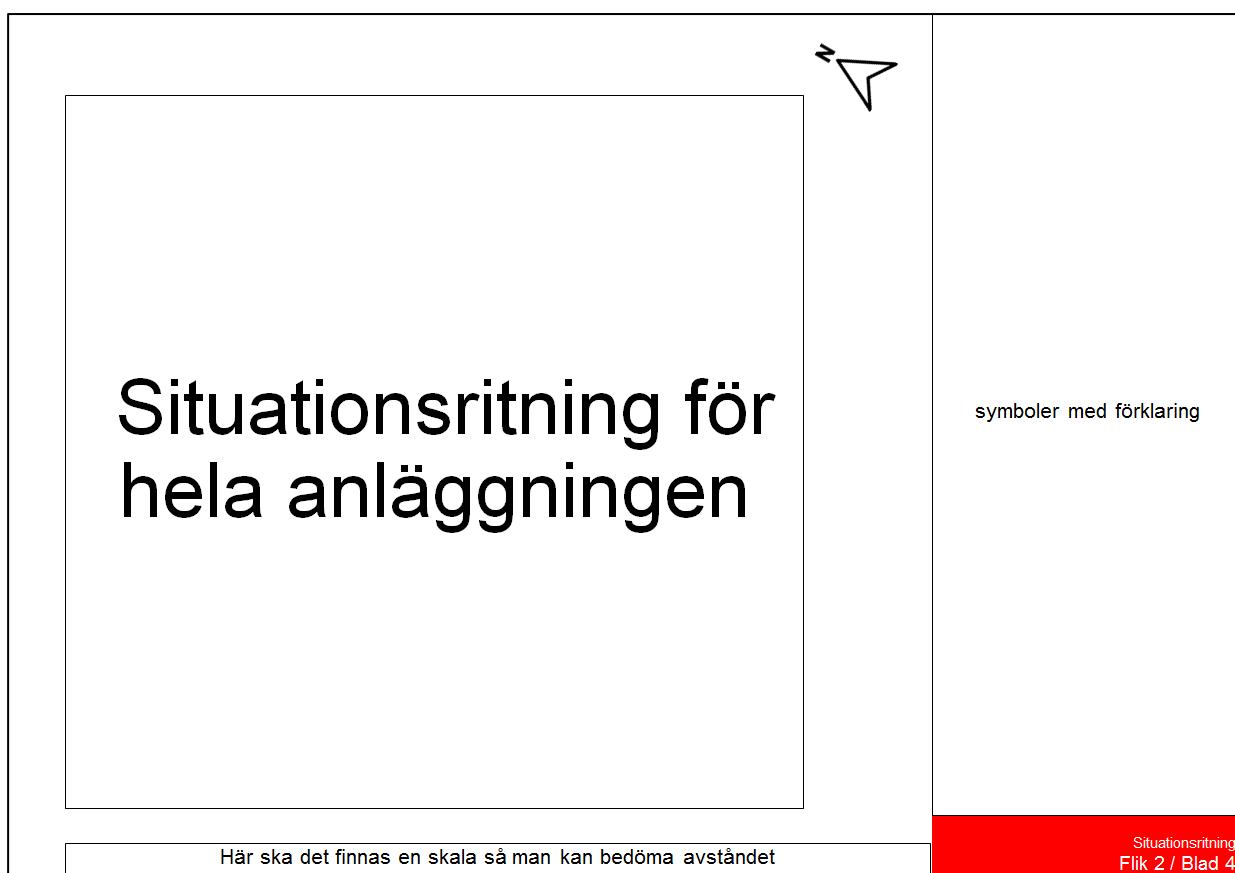 N
Situationsritning för
hela anläggningen
symboler med förklaring
Här ska det finnas en skala så man kan bedöma avståndet
Situationsritning
Flik 2 / Blad 4